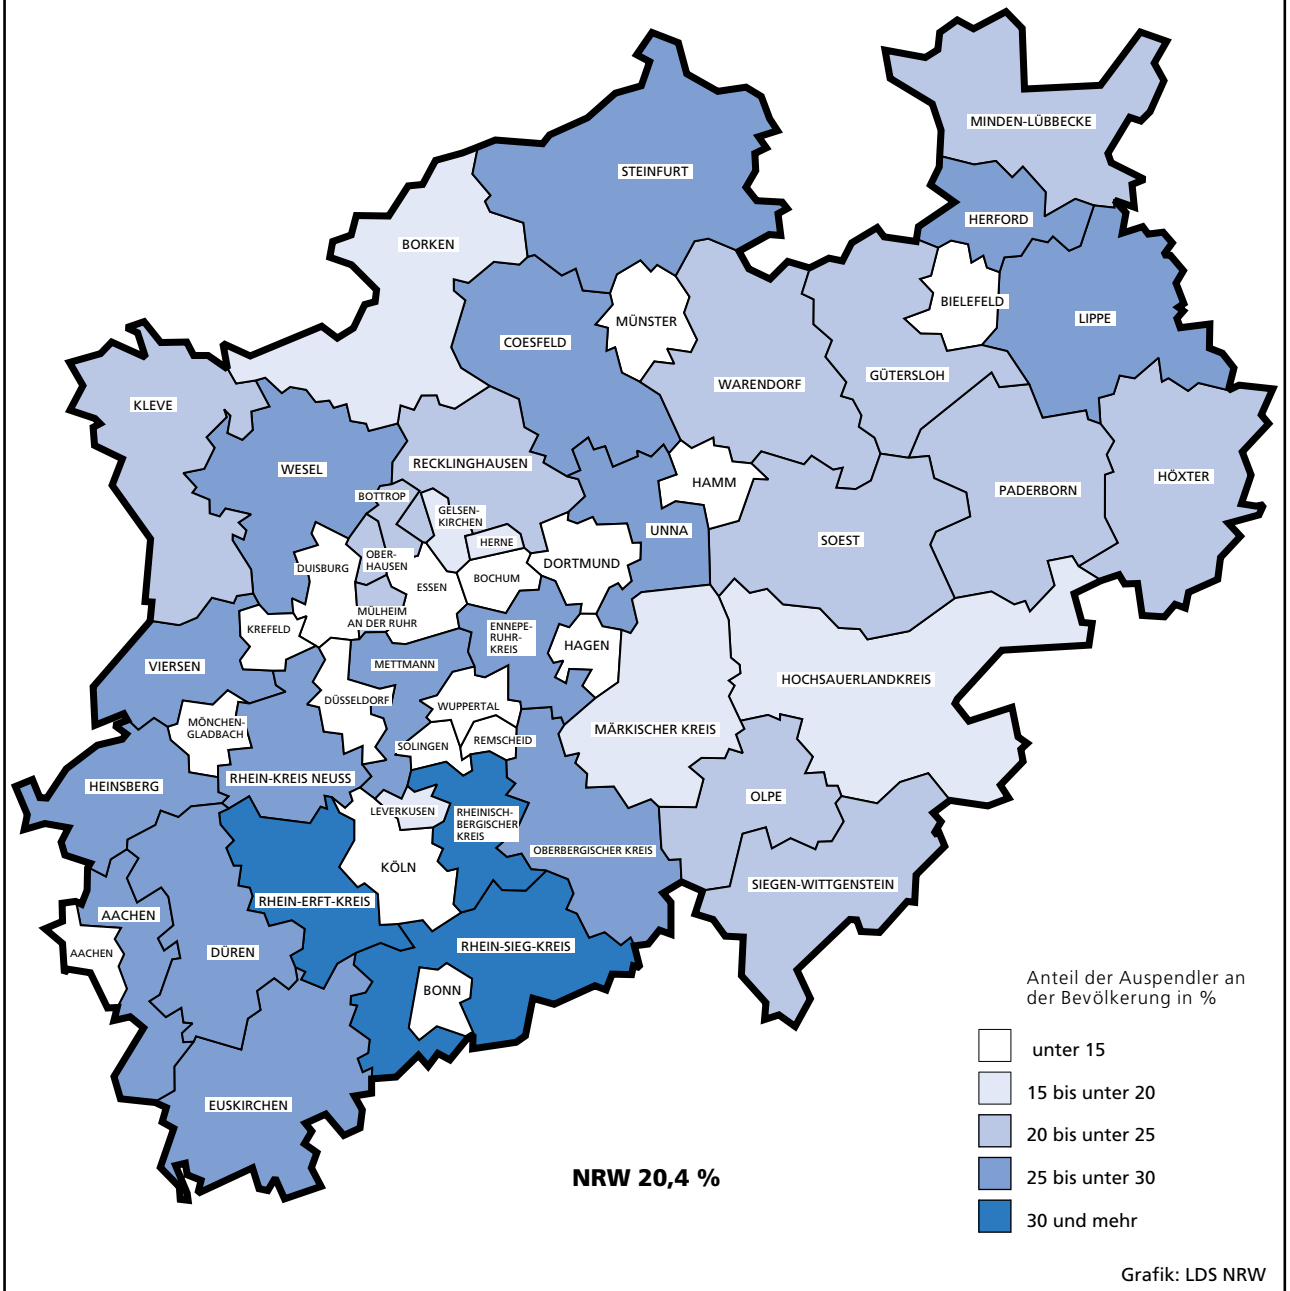 MINDEN-LÜBBECKE
STEINFURT
HERFORD
BORKEN
BIELEFELD
LIPPE
MÜNSTER
COESFELD
GÜTERSLOH
WARENDORF
KLEVE
RECKLINGHAUSEN
WESEL
HÖXTER
HAMM
PADERBORN
BOTTROP
GELSEN-
KIRCHEN
UNNA
SOEST
HERNE
OBER-
HAUSEN
DORTMUND
DUISBURG
BOCHUM
ESSEN
MÜLHEIM
AN DER RUHR
KREFELD
ENNEPE-
RUHR-
KREIS
HAGEN
VIERSEN
METTMANN
HOCHSAUERLANDKREIS
DÜSSELDORF
WUPPERTAL
MÖNCHEN-
GLADBACH
MÄRKISCHER KREIS
SOLINGEN
REMSCHEID
RHEIN-KREIS NEUSS
HEINSBERG
OLPE
LEVERKUSEN
RHEINISCH-
BERGISCHER
KREIS
OBERBERGISCHER KREIS
KÖLN
SIEGEN-WITTGENSTEIN
RHEIN-ERFT-KREIS
AACHEN
RHEIN-SIEG-KREIS
AACHEN
DÜREN
BONN
EUSKIRCHEN
Anteil der Auspendler an
der Bevölkerung in %
unter 15
15 bis unter 20
20 bis unter 25
25 bis unter 30
30 und mehr
NRW 20,4 %
Grafik: LDS NRW